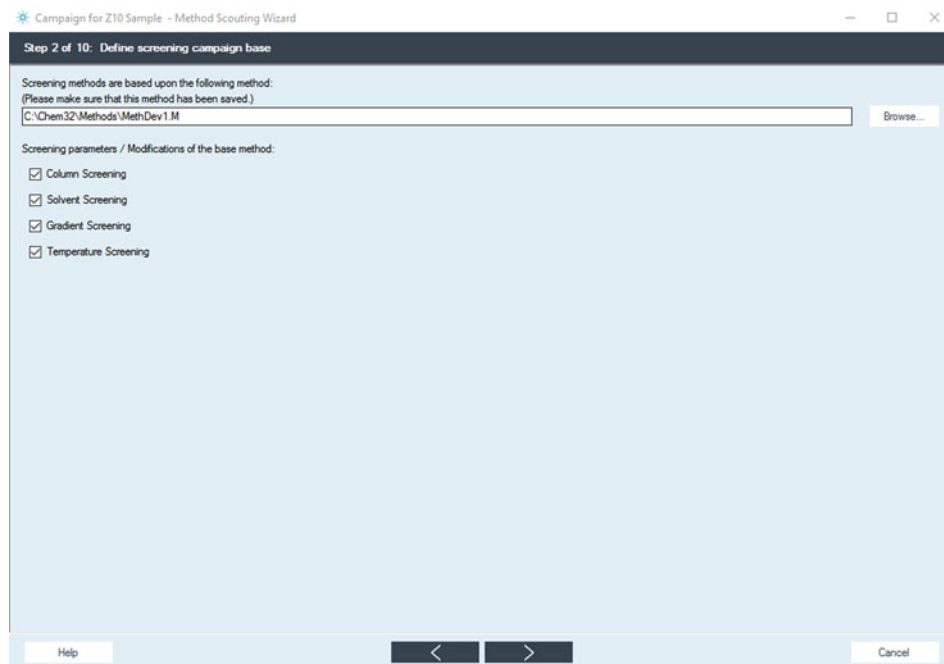 Campaign for Z10 Sample - Method Scouting Wizard
Step 2 of 10: Define screening campaign base
Screening methods are based upon the following method:
(Please make sure that this method has been saved.)
C:\Chem32\Methods\MethDev1.M
Browse...
Screening parameters / Modifications of the base method:
Column Screening
Solvent Screening
Gradient Screening
Temperature Screening
Help
<
>
Cancel